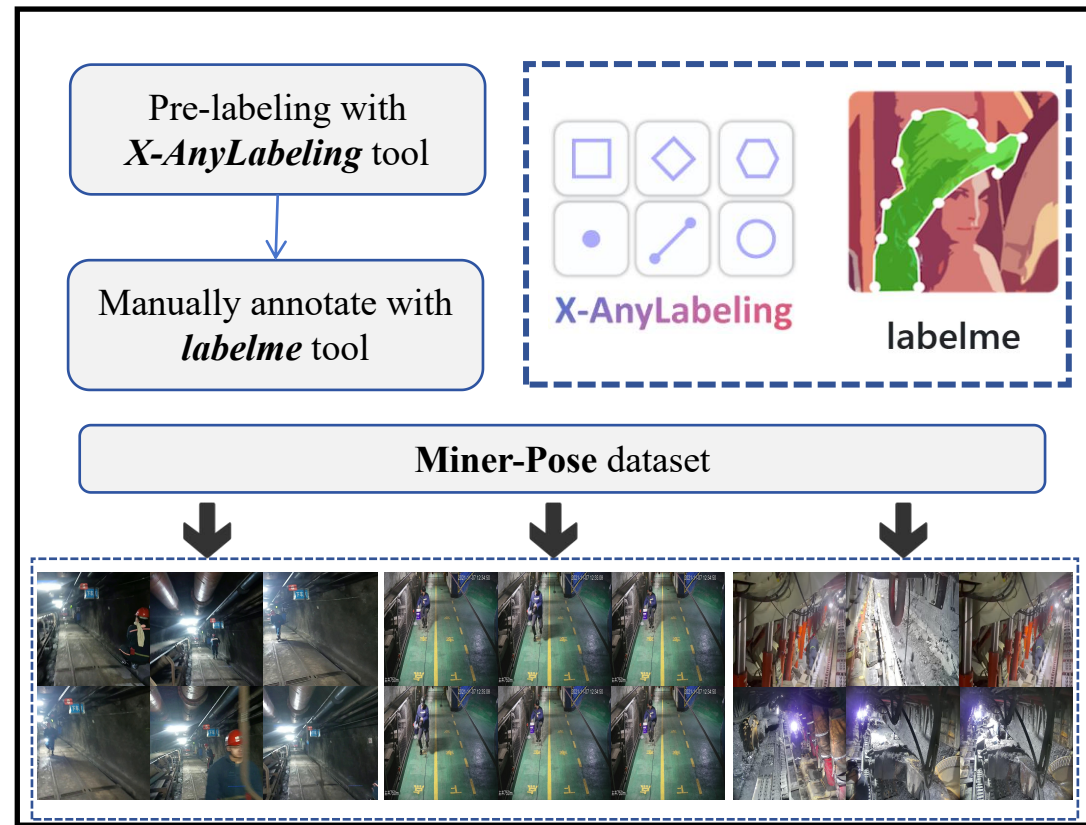 Pre-labeling with
X-AnyLabeling tool
Manually annotate with
labelme tool
X-AnyLabeling
labelme
Miner-Pose dataset